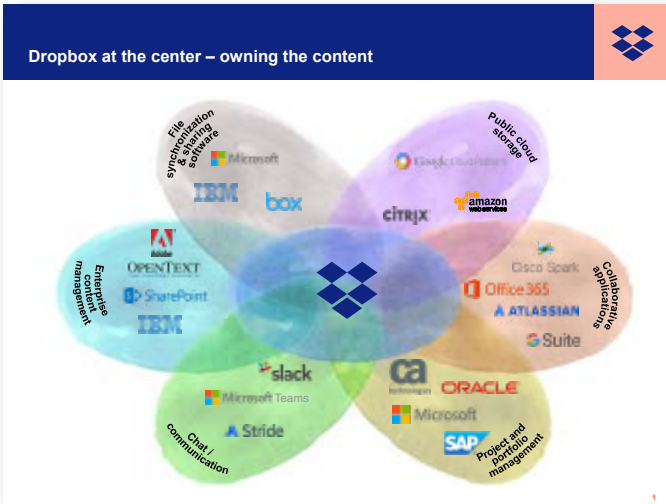 Dropbox at the center – owning the content
File
synchronization
& sharing
software
Microsoft
IBM
box
Public cloud
storage
Google Cloud Platform
CITRIX
amazon
webservices
Adobe
OPENTEXT
SharePoint
IBM
Enterprise
content
management
Cisco Spark
Office 365
ATLASSIAN
G Suite
Collaborative
applications
slack
Microsoft Teams
Stride
Chat /
communication
ca
technologies
ORACLE
Microsoft
SAP
Project and
portfolio
management
1